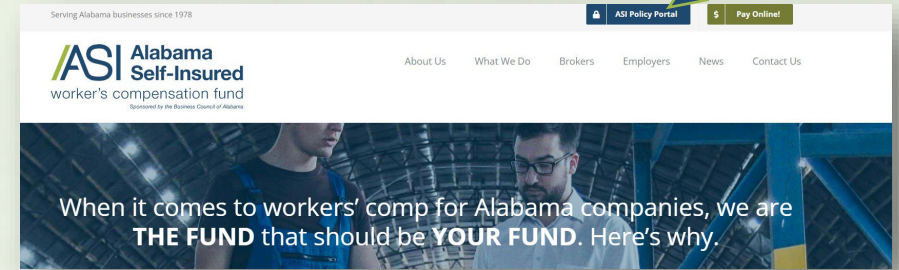 Serving Alabama businesses since 1978
ASI Policy Portal
$ Pay Online!
ASI Alabama
Self-Insured
worker's compensation fund
Sponsored by the Business Council of Alabama
About Us What We Do Brokers Employers News Contact Us
When it comes to workers' comp for Alabama companies, we are
THE FUND that should be YOUR FUND. Here's why.